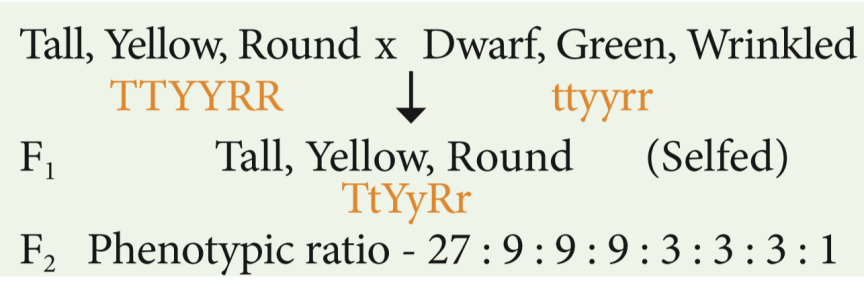 Tall, Yellow, Round x Dwarf, Green, Wrinkled
TTYYRR ttyyrr
F₁ Tall, Yellow, Round (Selfed)
TtYyRr
F₂ Phenotypic ratio - 27 : 9 : 9 : 9 : 3 : 3 : 3 : 1